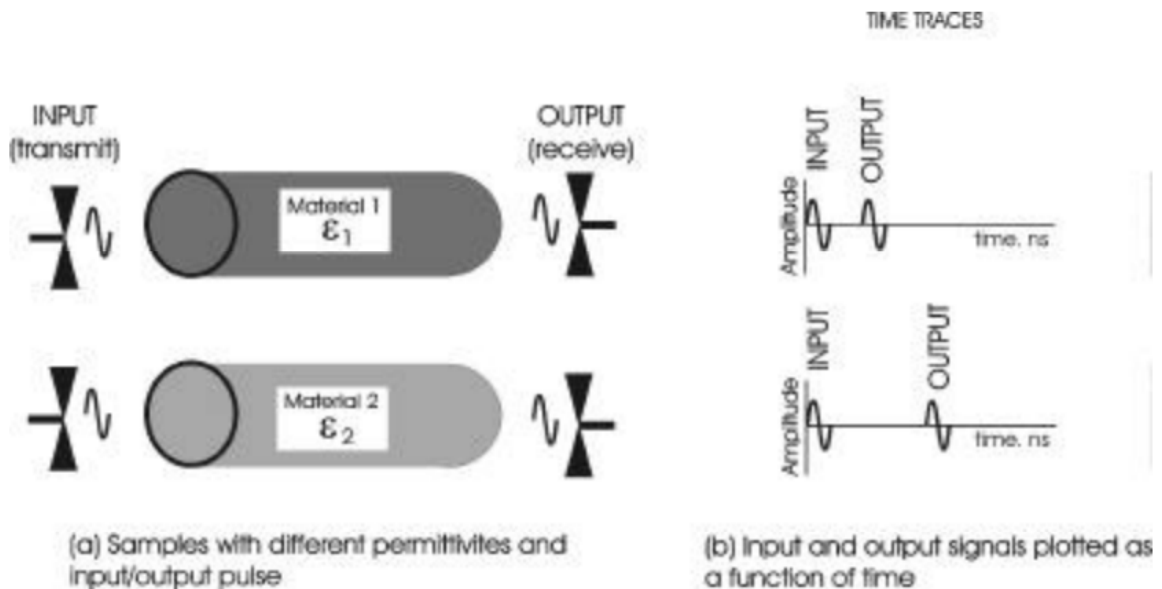 TIME TRACES
INPUT
(transmit)
OUTPUT
(receive)
Material 1
ε1
Material 2
ε2
INPUT
OUTPUT
Amplitude
time, ns
INPUT
OUTPUT
Amplitude
time, ns
(a) Samples with different permittivites and
input/output pulse
(b) Input and output signals plotted as
a function of time